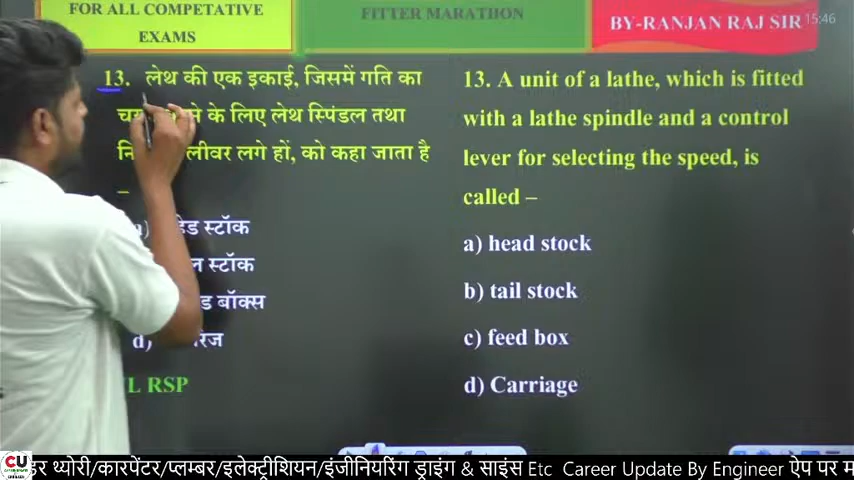 FOR ALL COMPETATIVE
EXAMS
FITTER MARATHON
BY-RANJAN RAJ SIR
15:46
13. लेथ की एक इकाई, जिसमें गति का
के लिए लेथ स्पिंडल तथा
लीवर लगे हों, को कहा जाता है
–
हेड स्टॉक
स्टॉक
बॉक्स
d)
RSP
13. A unit of a lathe, which is fitted
with a lathe spindle and a control
lever for selecting the speed, is
called –
a) head stock
b) tail stock
c) feed box
d) Carriage
CU
थ्योरी/कारपेंटर/प्लम्बर/इलेक्ट्रीशियन/इंजीनियरिंग ड्राइंग & साइंस Etc Career Update By Engineer ऐप पर